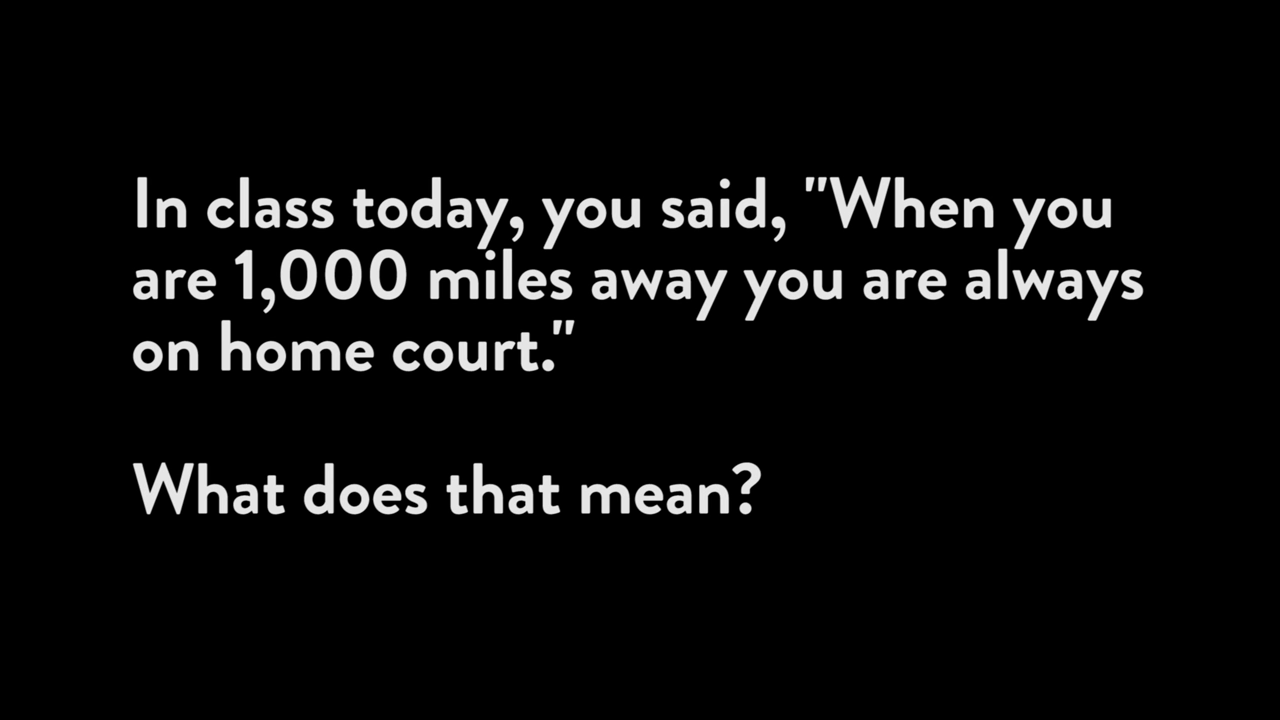 In class today, you said, "When you
are 1,000 miles away you are always
on home court."
What does that mean?